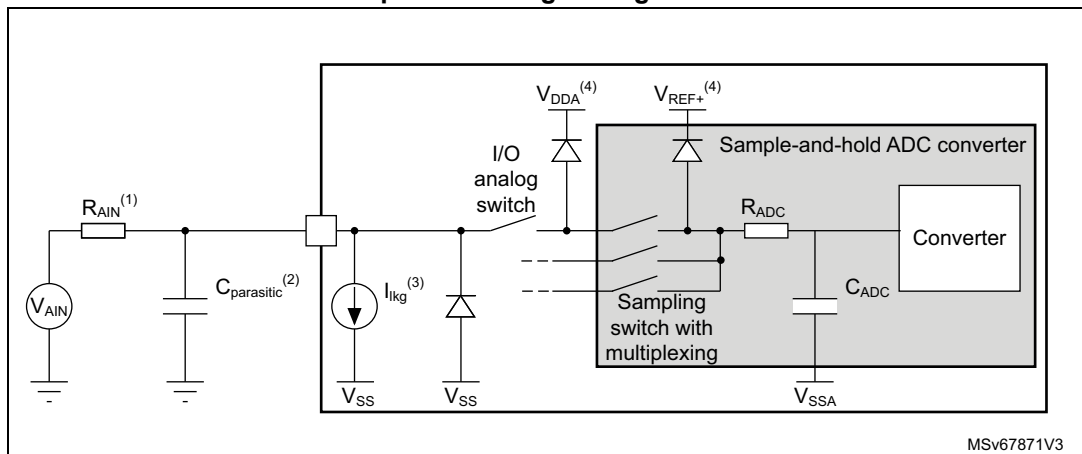 V_DDA^(4)
V_REF+^(4)
Sample-and-hold ADC converter
I/O
analog
switch
R_AIN^(1)
R_ADC
Converter
V_AIN
C_parasitic^(2)
I_lkg^(3)
C_ADC
Sampling
switch with
multiplexing
V_SS
V_SS
V_SSA
MSv67871V3